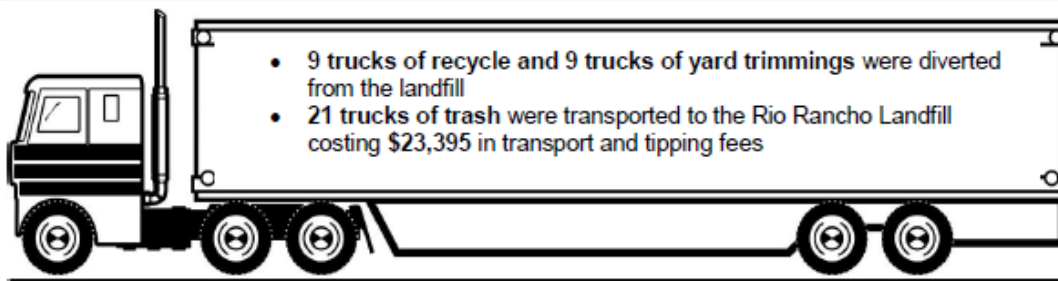 • 9 trucks of recycle and 9 trucks of yard trimmings were diverted
from the landfill
• 21 trucks of trash were transported to the Rio Rancho Landfill
costing $23,395 in transport and tipping fees